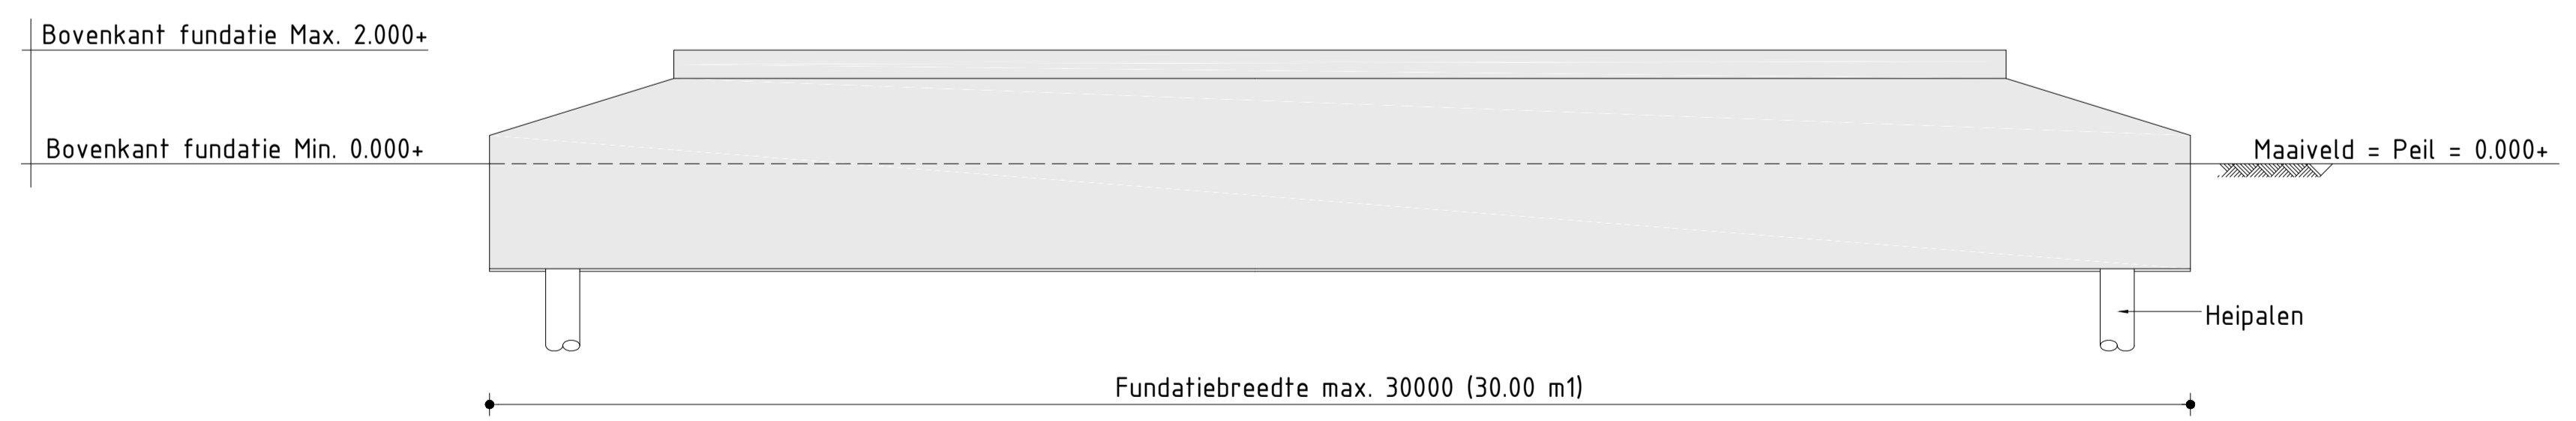 Bovenkant fundatie Max. 2.000+
Bovenkant fundatie Min. 0.000+
Maaiveld = Peil = 0.000+
Heipalen
Fundatiebreedte max. 30000 (30.00 m1)